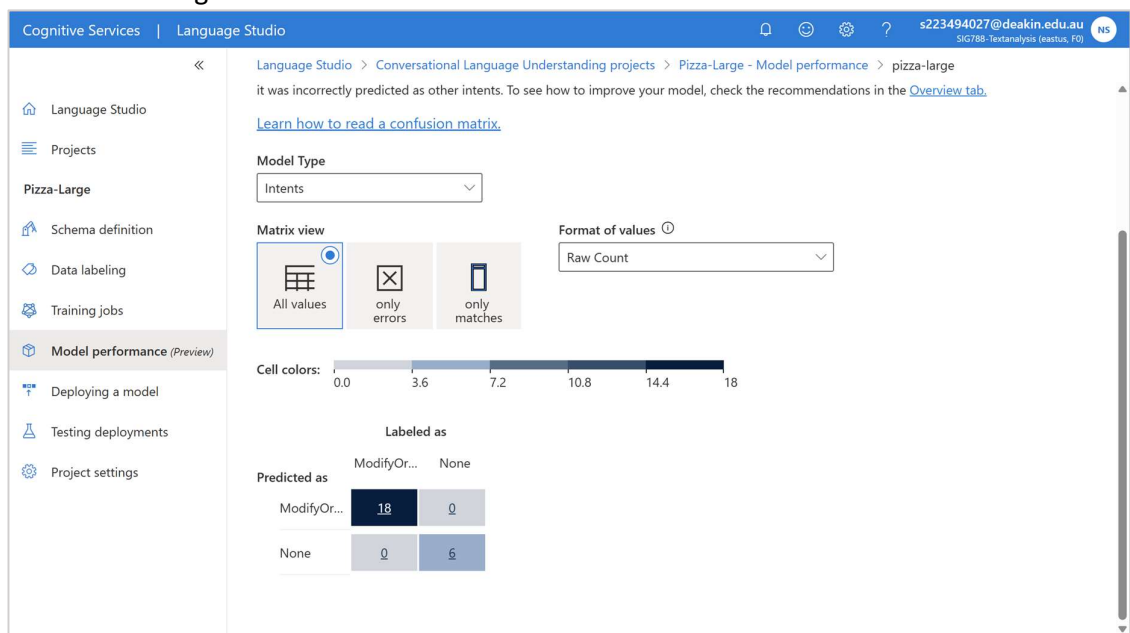 Cognitive Services | Language Studio
s223494027@deakin.edu.au
SIG788-Textanalysis (eastus, F0)
NS
Language Studio > Conversational Language Understanding projects > Pizza-Large - Model performance > pizza-large
it was incorrectly predicted as other intents. To see how to improve your model, check the recommendations in the Overview tab.
Learn how to read a confusion matrix.
Language Studio
Projects
Pizza-Large
Schema definition
Data labeling
Training jobs
Model performance (Preview)
Deploying a model
Testing deployments
Project settings
Model Type
Intents
Matrix view
Format of values
All values
only errors
only matches
Raw Count
Cell colors:
0.0 3.6 7.2 10.8 14.4 18
Labeled as
ModifyOr... None
Predicted as
ModifyOr... 18 0
None 0 6